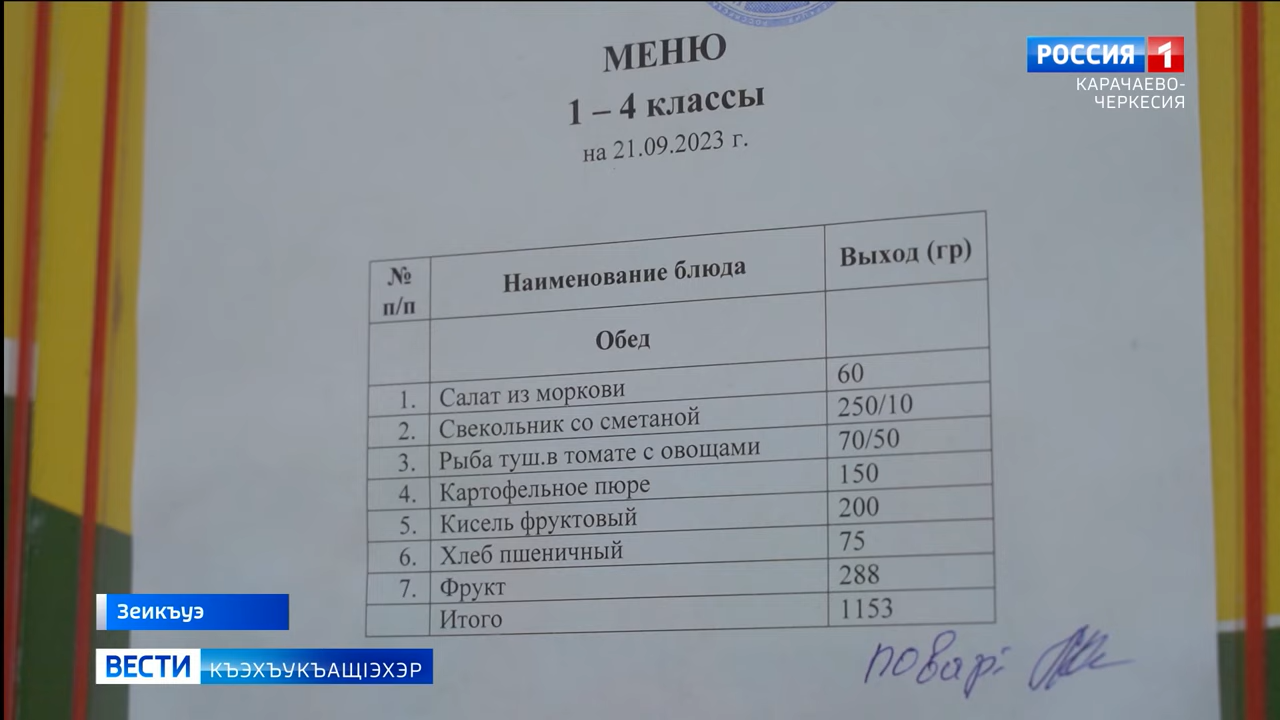 МЕНЮ
1 – 4 классы
на 21.09.2023 г.
РОССИЯ 1
КАРАЧАЕВО-
ЧЕРКЕСИЯ
№ п/п Наименование блюда Выход (гр)
Обед
1. Салат из моркови 60
2. Свекольник со сметаной 250/10
3. Рыба туш.в томате с овощами 70/50
4. Картофельное пюре 150
5. Кисель фруктовый 200
6. Хлеб пшеничный 75
7. Фрукт 288
Итого 1153
повар:
Зеикъуэ
ВЕСТИ КЪЭХЪУКЪАЩIЭХЭР